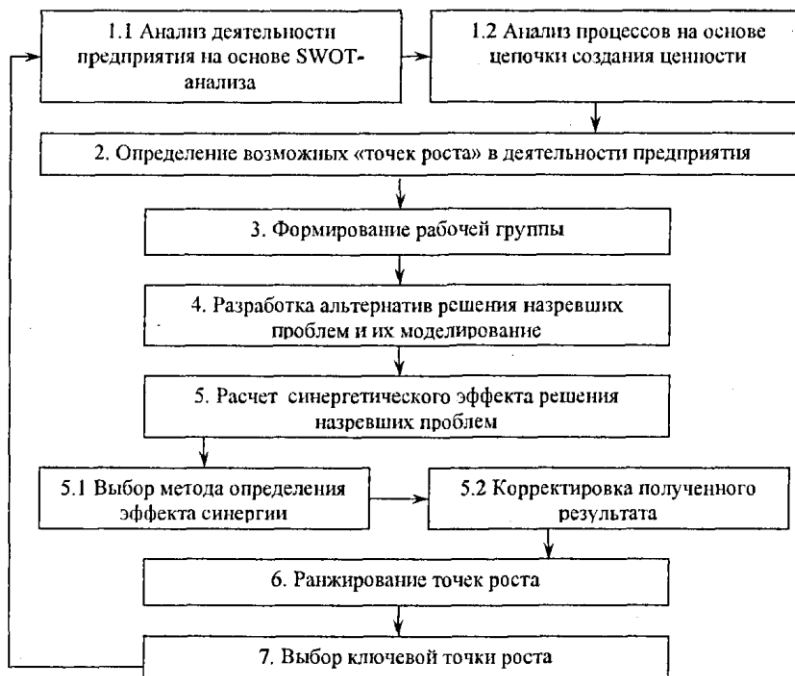 1.1 Анализ деятельности
предприятия на основе SWOT-
анализа
1.2 Анализ процессов на основе
цепочки создания ценности
2. Определение возможных «точек роста» в деятельности предприятия
3. Формирование рабочей группы
4. Разработка альтернатив решения назревших
проблем и их моделирование
5. Расчет синергетического эффекта решения
назревших проблем
5.1 Выбор метода определения
эффекта синергии
5.2 Корректировка полученного
результата
6. Ранжирование точек роста
7. Выбор ключевой точки роста